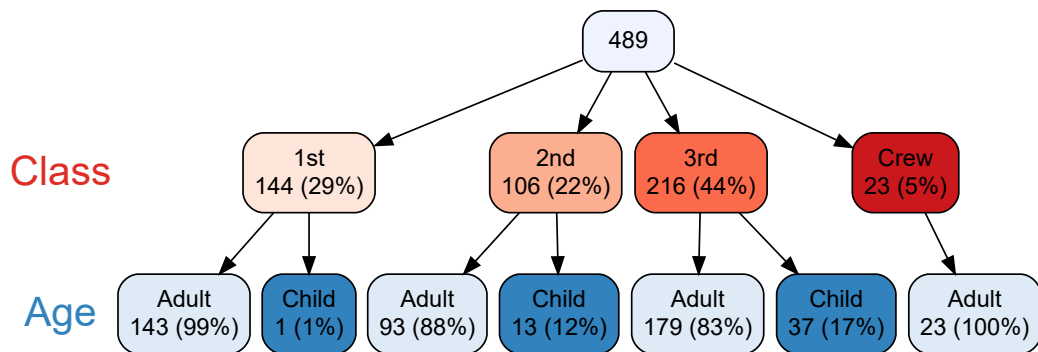 489
Class
1st
144 (29%)
2nd
106 (22%)
3rd
216 (44%)
Crew
23 (5%)
Age
Adult
143 (99%)
Child
1 (1%)
Adult
93 (88%)
Child
13 (12%)
Adult
179 (83%)
Child
37 (17%)
Adult
23 (100%)